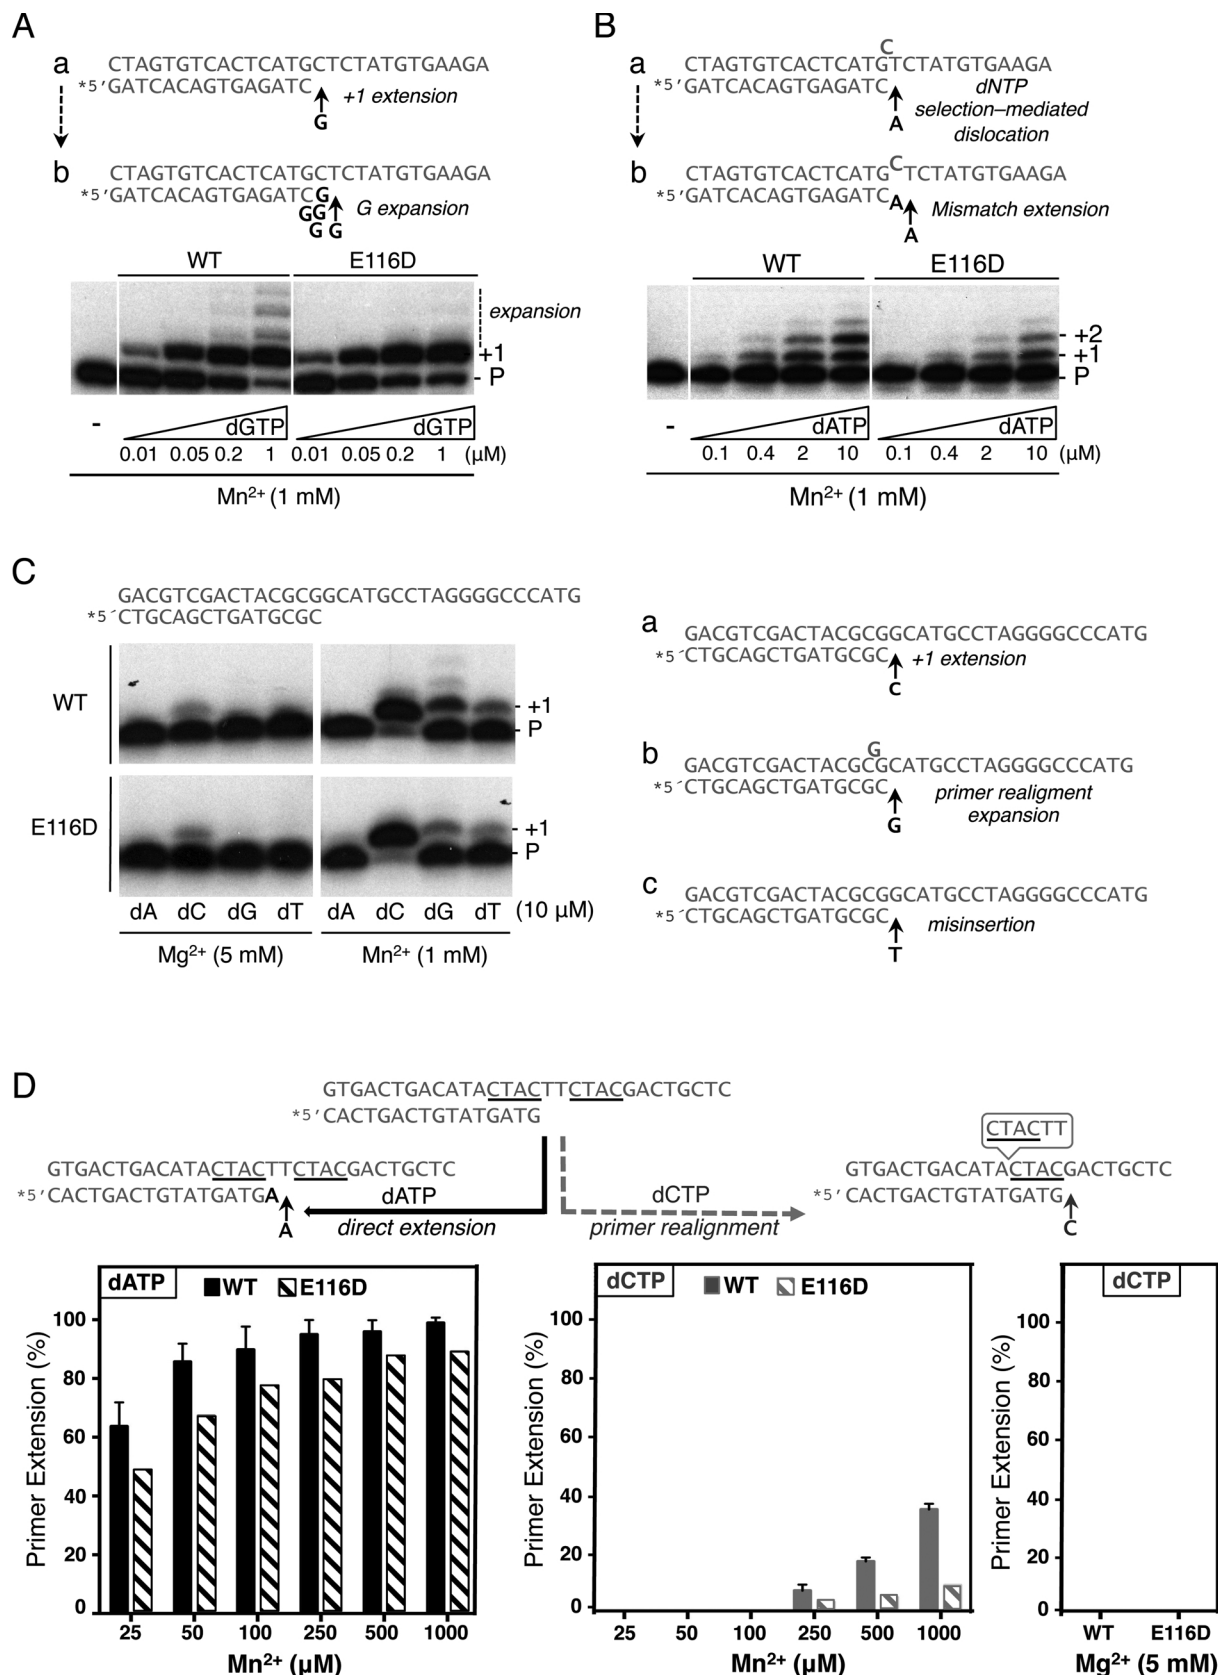 A
a CTAGTGTCACTCATGCTCTATGTGAAGA
*5'GATCACAGTGAGATC +1 extension
G
b CTAGTGTCACTCATGCTCTATGTGAAGA
*5'GATCACAGTGAGATCG
GG G expansion
G G
WT E116D
expansion
+1
P
- dGTP dGTP
0.01 0.05 0.2 1 0.01 0.05 0.2 1 (μM)
Mn2+ (1 mM)
B
C
a CTAGTGTCACTCATGTCTATGTGAAGA
*5'GATCACAGTGAGATC dNTP
selection–mediated
A
dislocation
C
b CTAGTGTCACTCATG TCTATGTGAAGA
*5'GATCACAGTGAGATC A
Mismatch extension
A
WT E116D
+2
+1
P
- dATP dATP
0.1 0.4 2 10 0.1 0.4 2 10 (μM)
Mn2+ (1 mM)
C
GACGTCGACTACGCGGCATGCCTAGGGGCCCATG
*5´CTGCAGCTGATGCGC
WT
+1
P
E116D
+1
P
dA dC dG dT dA dC dG dT (10 μM)
Mg2+ (5 mM) Mn2+ (1 mM)
a
GACGTCGACTACGCGGCATGCCTAGGGGCCCATG
*5´CTGCAGCTGATGCGC +1 extension
C
G
b
GACGTCGACTACGCGCATGCCTAGGGGCCCATG
*5´CTGCAGCTGATGCGC primer realigment
expansion
G
c
GACGTCGACTACGCGGCATGCCTAGGGGCCCATG
*5´CTGCAGCTGATGCGC misinsertion
T
D
GTGACTGACATACTACTTCTACGACTGCTC
*5'CACTGACTGTATGATG
GTGACTGACATACTACTTCTACGACTGCTC
*5'CACTGACTGTATGATGA
A
dATP
direct extension
dCTP
primer realignment
CTACTT
GTGACTGACATACTACGACTGCTC
*5'CACTGACTGTATGATG
C
dATP WT E116D
Primer Extension (%)
100
80
60
40
20
0
25 50 100 250 500 1000
Mn2+ (μM)
dCTP WT E116D
Primer Extension (%)
100
80
60
40
20
0
25 50 100 250 500 1000
Mn2+ (μM)
dCTP
Primer Extension (%)
100
80
60
40
20
0
WT E116D
Mg2+ (5 mM)